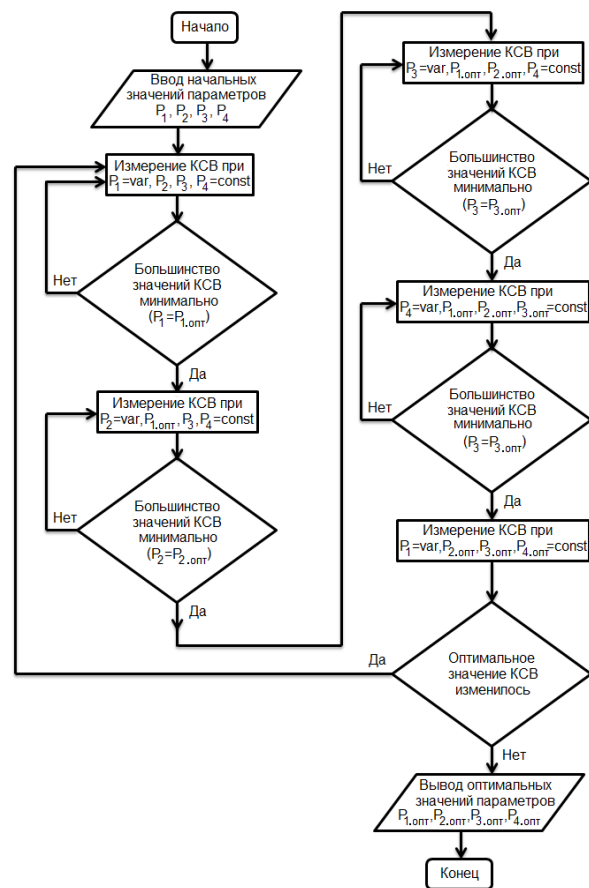 Начало
Ввод начальных
значений параметров
P1, P2, P3, P4
Измерение КСВ при
P1=var, P2, P3, P4=const
Нет
Большинство
значений КСВ
минимально
(P1=P1.опт)
Да
Измерение КСВ при
P2=var,P1.опт,P3,P4=const
Нет
Большинство
значений КСВ
минимально
(P2=P2.опт)
Да
Измерение КСВ при
P3=var,P1.опт,P2.опт,P4=const
Нет
Большинство
значений КСВ
минимально
(P3=P3.опт)
Да
Измерение КСВ при
P4=var,P1.опт,P2.опт,P3.опт=const
Нет
Большинство
значений КСВ
минимально
(P3=P3.опт)
Да
Измерение КСВ при
P1=var,P2.опт,P3.опт,P4.опт=const
Да
Оптимальное
значение КСВ
изменилось
Нет
Вывод оптимальных
значений параметров
P1.опт,P2.опт,P3.опт,P4.опт
Конец